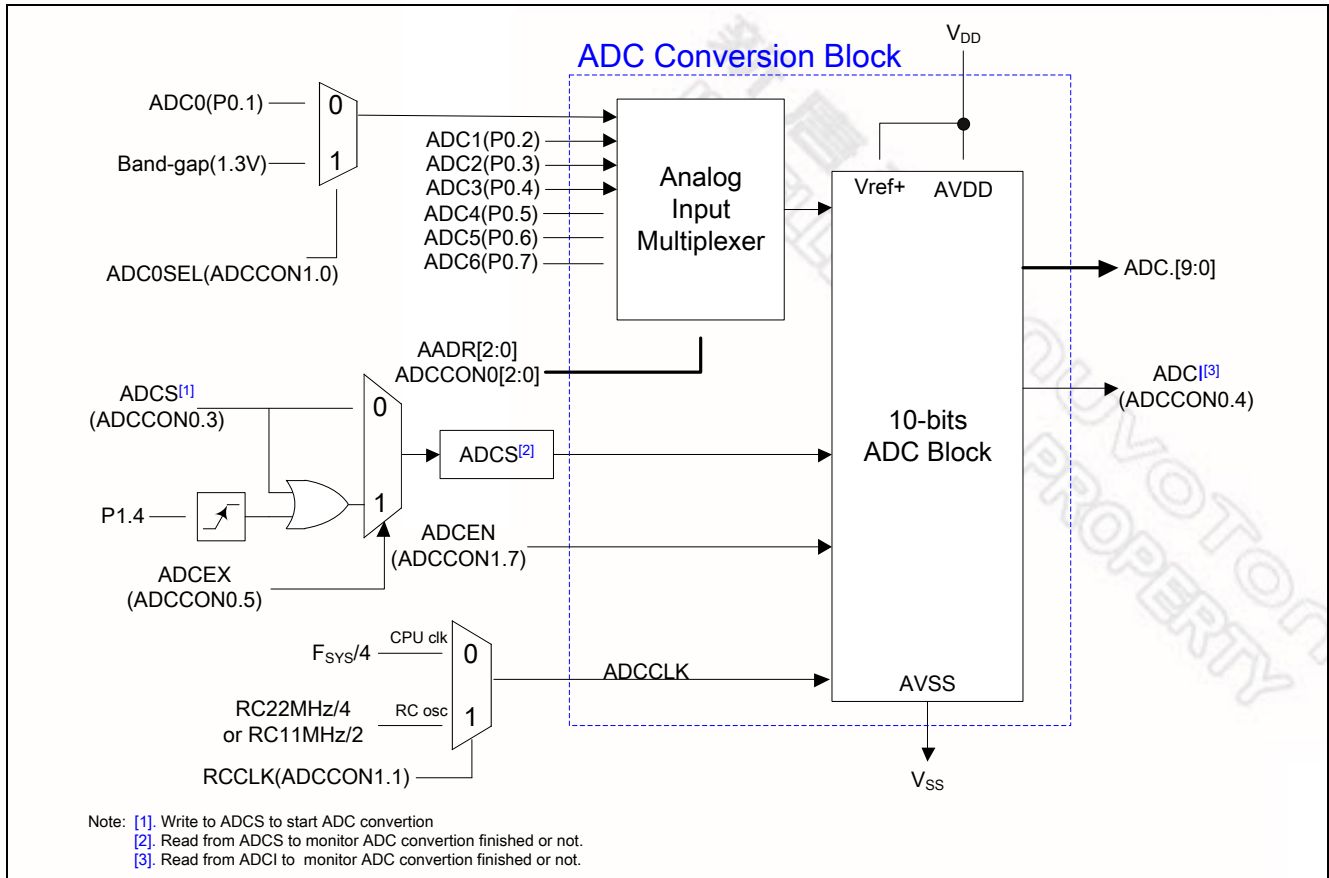 ADC Conversion Block
V_DD
ADC0(P0.1)
0
Band-gap(1.3V)
1
ADC0SEL(ADCCON1.0)
ADC1(P0.2)
ADC2(P0.3)
ADC3(P0.4)
ADC4(P0.5)
ADC5(P0.6)
ADC6(P0.7)
Analog
Input
Multiplexer
Vref+
AVDD
ADC.[9:0]
AADR[2:0]
ADCCON0[2:0]
ADCS[1]
(ADCCON0.3)
0
ADCS[2]
1
P1.4
ADCEX
(ADCCON0.5)
ADCEN
(ADCCON1.7)
10-bits
ADC Block
ADCI[3]
(ADCCON0.4)
F_SYS/4
CPU clk
0
RC22MHz/4
or RC11MHz/2
RC osc
1
RCCLK(ADCCON1.1)
ADCCLK
AVSS
V_SS
Note: [1]. Write to ADCS to start ADC convertion
[2]. Read from ADCS to monitor ADC convertion finished or not.
[3]. Read from ADCI to monitor ADC convertion finished or not.
nuvoTon
PROPERTY